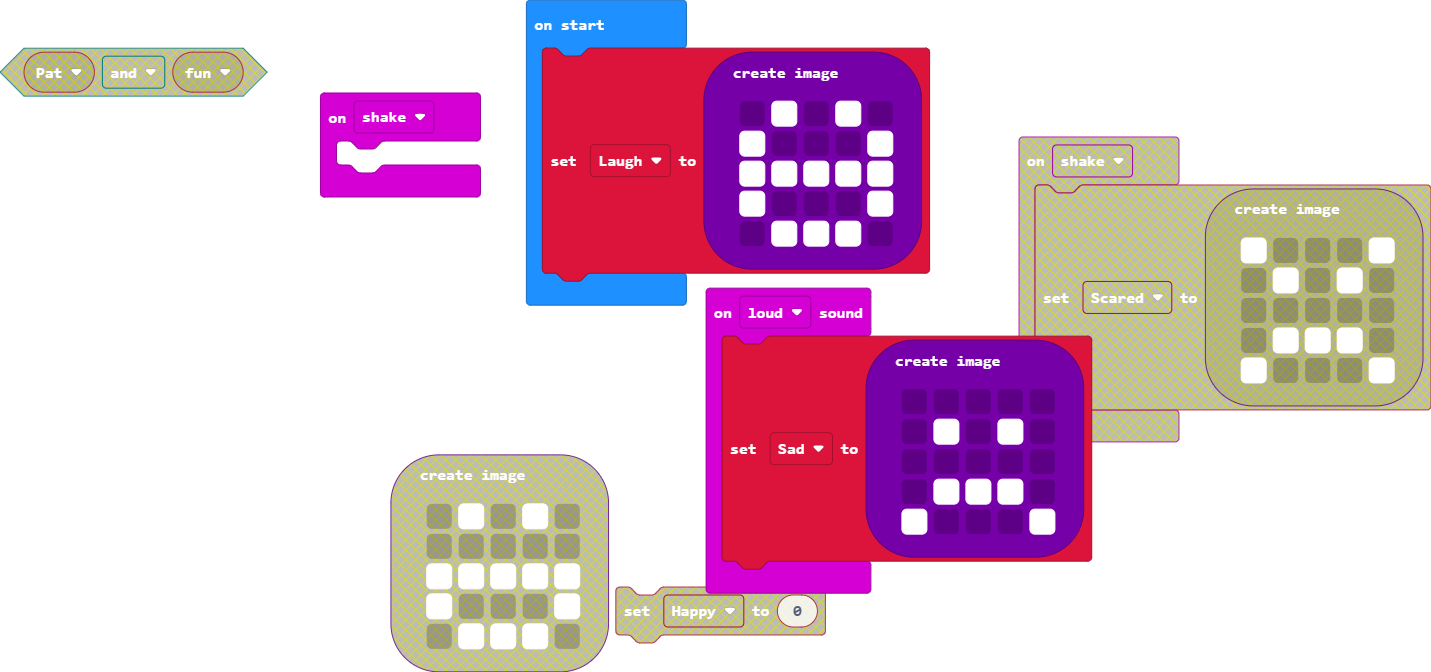 Pat and fun
on shake
on start
create image
set Laugh to
on shake
create image
set Scared to
on loud sound
create image
set Sad to
create image
set Happy to 0